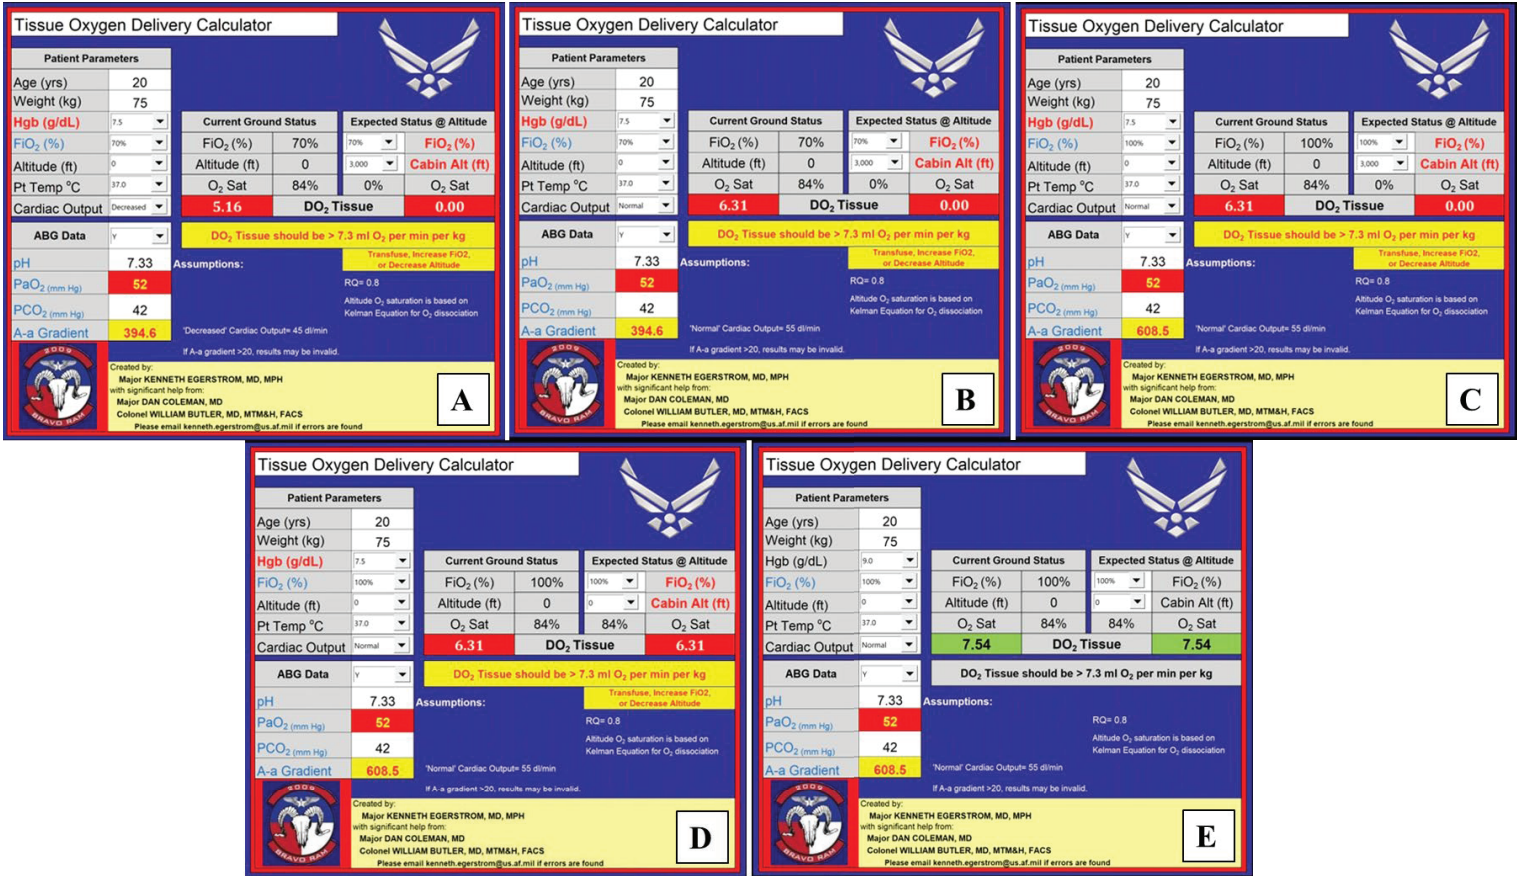 Tissue Oxygen Delivery Calculator
Patient Parameters
Age (yrs) 20
Weight (kg) 75
Hgb (g/dL) 7.5 Current Ground Status Expected Status @ Altitude
FiO2 (%) 70% FiO2 (%) 70% 70% FiO2 (%)
Altitude (ft) 0 Altitude (ft) 0 3,000 Cabin Alt (ft)
Pt Temp °C 37.0 O2 Sat 84% 0% O2 Sat
Cardiac Output Decreased 5.16 DO2 Tissue 0.00
ABG Data Y DO2 Tissue should be > 7.3 ml O2 per min per kg
Transfuse, Increase FiO2,
or Decrease Altitude
pH 7.33 Assumptions:
PaO2 (mm Hg) 52 RQ= 0.8
Altitude O2 saturation is based on
PCO2 (mm Hg) 42 Kelman Equation for O2 dissociation
A-a Gradient 394.6 'Decreased' Cardiac Output= 45 dl/min
If A-a gradient >20, results may be invalid.
2009
BRAVO RAM
Created by:
Major KENNETH EGERSTROM, MD, MPH
with significant help from:
Major DAN COLEMAN, MD
Colonel WILLIAM BUTLER, MD, MTM&H, FACS
Please email kenneth.egerstrom@us.af.mil if errors are found
A
Tissue Oxygen Delivery Calculator
Patient Parameters
Age (yrs) 20
Weight (kg) 75
Hgb (g/dL) 7.5 Current Ground Status Expected Status @ Altitude
FiO2 (%) 70% FiO2 (%) 70% 70% FiO2 (%)
Altitude (ft) 0 Altitude (ft) 0 3,000 Cabin Alt (ft)
Pt Temp °C 37.0 O2 Sat 84% 0% O2 Sat
Cardiac Output Normal 6.31 DO2 Tissue 0.00
ABG Data Y DO2 Tissue should be > 7.3 ml O2 per min per kg
Transfuse, Increase FiO2,
or Decrease Altitude
pH 7.33 Assumptions:
PaO2 (mm Hg) 52 RQ= 0.8
Altitude O2 saturation is based on
PCO2 (mm Hg) 42 Kelman Equation for O2 dissociation
A-a Gradient 394.6 'Normal' Cardiac Output= 55 dl/min
If A-a gradient >20, results may be invalid.
2009
BRAVO RAM
Created by:
Major KENNETH EGERSTROM, MD, MPH
with significant help from:
Major DAN COLEMAN, MD
Colonel WILLIAM BUTLER, MD, MTM&H, FACS
Please email kenneth.egerstrom@us.af.mil if errors are found
B
Tissue Oxygen Delivery Calculator
Patient Parameters
Age (yrs) 20
Weight (kg) 75
Hgb (g/dL) 7.5 Current Ground Status Expected Status @ Altitude
FiO2 (%) 100% FiO2 (%) 100% 100% FiO2 (%)
Altitude (ft) 0 Altitude (ft) 0 3,000 Cabin Alt (ft)
Pt Temp °C 37.0 O2 Sat 84% 0% O2 Sat
Cardiac Output Normal 6.31 DO2 Tissue 0.00
ABG Data Y DO2 Tissue should be > 7.3 ml O2 per min per kg
Transfuse, Increase FiO2,
or Decrease Altitude
pH 7.33 Assumptions:
PaO2 (mm Hg) 52 RQ= 0.8
Altitude O2 saturation is based on
PCO2 (mm Hg) 42 Kelman Equation for O2 dissociation
A-a Gradient 608.5 'Normal' Cardiac Output= 55 dl/min
If A-a gradient >20, results may be invalid.
2009
BRAVO RAM
Created by:
Major KENNETH EGERSTROM, MD, MPH
with significant help from:
Major DAN COLEMAN, MD
Colonel WILLIAM BUTLER, MD, MTM&H, FACS
Please email kenneth.egerstrom@us.af.mil if errors are found
C
Tissue Oxygen Delivery Calculator
Patient Parameters
Age (yrs) 20
Weight (kg) 75
Hgb (g/dL) 7.5 Current Ground Status Expected Status @ Altitude
FiO2 (%) 100% FiO2 (%) 100% 100% FiO2 (%)
Altitude (ft) 0 Altitude (ft) 0 0 Cabin Alt (ft)
Pt Temp °C 37.0 O2 Sat 84% 84% O2 Sat
Cardiac Output Normal 6.31 DO2 Tissue 6.31
ABG Data Y DO2 Tissue should be > 7.3 ml O2 per min per kg
Transfuse, Increase FiO2,
or Decrease Altitude
pH 7.33 Assumptions:
PaO2 (mm Hg) 52 RQ= 0.8
Altitude O2 saturation is based on
PCO2 (mm Hg) 42 Kelman Equation for O2 dissociation
A-a Gradient 608.5 'Normal' Cardiac Output= 55 dl/min
If A-a gradient >20, results may be invalid.
2009
BRAVO RAM
Created by:
Major KENNETH EGERSTROM, MD, MPH
with significant help from:
Major DAN COLEMAN, MD
Colonel WILLIAM BUTLER, MD, MTM&H, FACS
Please email kenneth.egerstrom@us.af.mil if errors are found
D
Tissue Oxygen Delivery Calculator
Patient Parameters
Age (yrs) 20
Weight (kg) 75
Hgb (g/dL) 9.0 Current Ground Status Expected Status @ Altitude
FiO2 (%) 100% FiO2 (%) 100% 100% FiO2 (%)
Altitude (ft) 0 Altitude (ft) 0 0 Cabin Alt (ft)
Pt Temp °C 37.0 O2 Sat 84% 84% O2 Sat
Cardiac Output Normal 7.54 DO2 Tissue 7.54
ABG Data Y DO2 Tissue should be > 7.3 ml O2 per min per kg
pH 7.33 Assumptions:
PaO2 (mm Hg) 52 RQ= 0.8
Altitude O2 saturation is based on
PCO2 (mm Hg) 42 Kelman Equation for O2 dissociation
A-a Gradient 608.5 'Normal' Cardiac Output= 55 dl/min
If A-a gradient >20, results may be invalid.
2009
BRAVO RAM
Created by:
Major KENNETH EGERSTROM, MD, MPH
with significant help from:
Major DAN COLEMAN, MD
Colonel WILLIAM BUTLER, MD, MTM&H, FACS
Please email kenneth.egerstrom@us.af.mil if errors are found
E